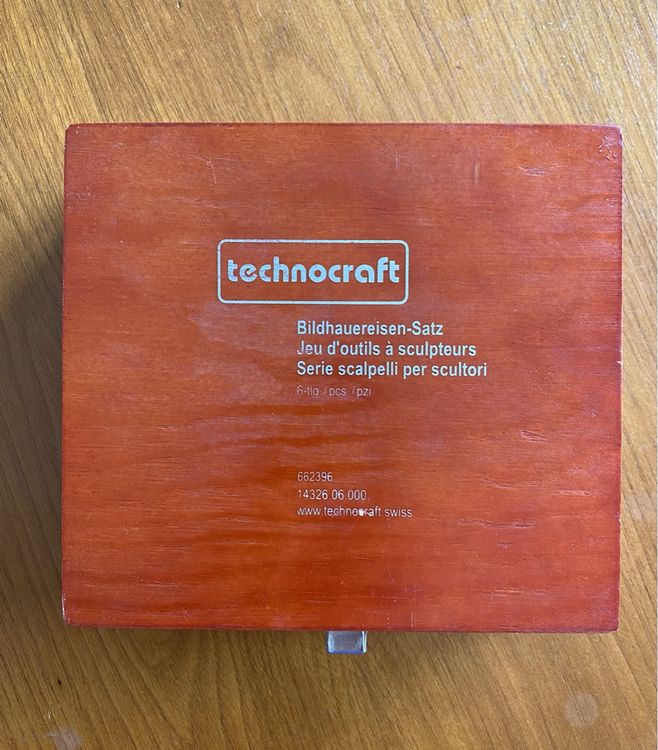 technocraft
Bildhauereisen-Satz
Jeu d'outils à sculpteurs
Serie scalpelli per scultori
6-tlg./pcs./pzi
662396
14326.06.000.
www.technocraft.swiss